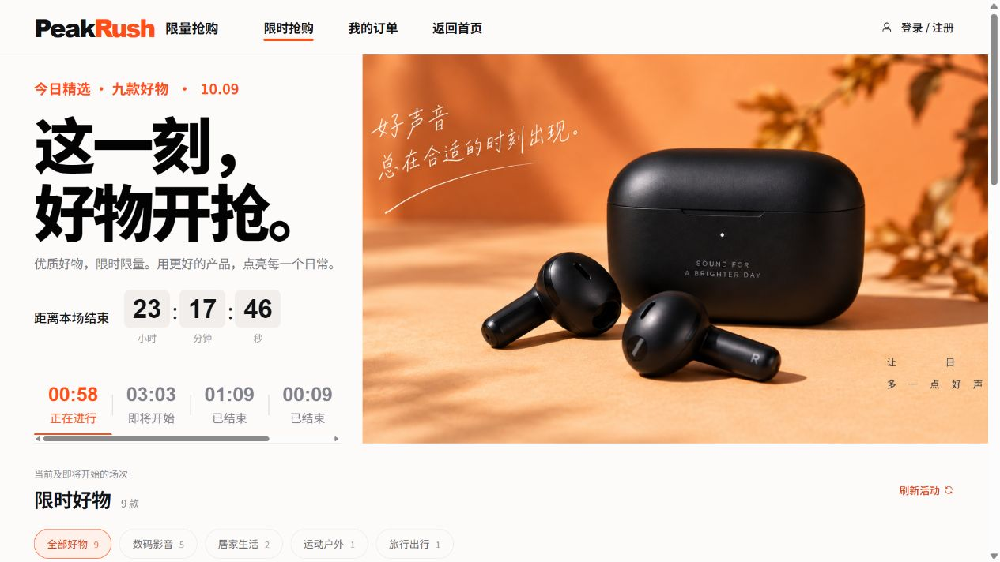 PeakRush 限量抢购 限时抢购 我的订单 返回首页 登录 / 注册
今日精选 · 九款好物 · 10.09
这一刻，
好物开抢。
优质好物，限时限量。用更好的产品，点亮每一个日常。
距离本场结束 23 : 17 : 46
小时 分钟 秒
00:58 03:03 01:09 00:09
正在进行 即将开始 已结束 已结束
好声音
总在合适的时刻出现。
SOUND FOR
A BRIGHTER DAY
R
让 日
多 一 点 好 声
当前及即将开始的场次
限时好物 9 款
刷新活动
全部好物 9 数码影音 5 居家生活 2 运动户外 1 旅行出行 1